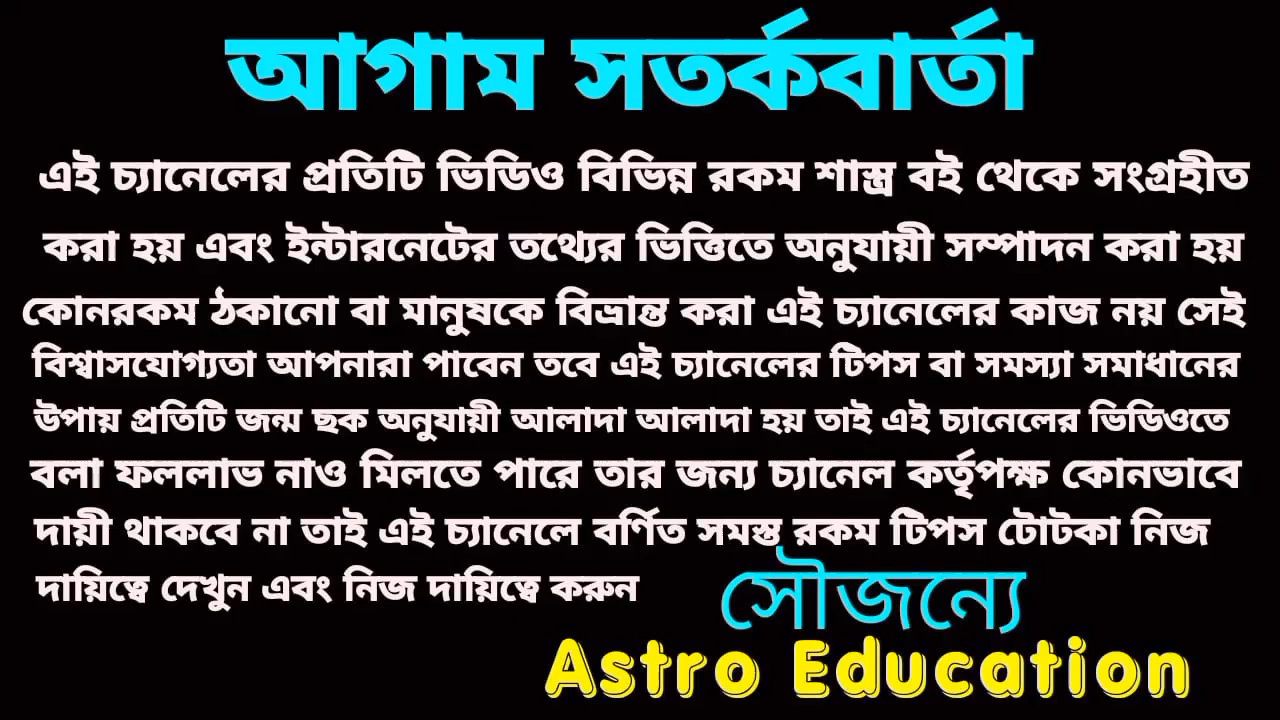 আগাম সতর্কবার্তা
এই চ্যানেলের প্রতিটি ভিডিও বিভিন্ন রকম শাস্ত্র বই থেকে সংগ্রহীত
করা হয় এবং ইন্টারনেটের তথ্যের ভিত্তিতে অনুযায়ী সম্পাদন করা হয়
কোনরকম ঠকানো বা মানুষকে বিভ্রান্ত করা এই চ্যানেলের কাজ নয় সেই
বিশ্বাসযোগ্যতা আপনারা পাবেন তবে এই চ্যানেলের টিপস বা সমস্যা সমাধানের
উপায় প্রতিটি জন্ম ছক অনুযায়ী আলাদা আলাদা হয় তাই এই চ্যানেলের ভিডিওতে
বলা ফললাভ নাও মিলতে পারে তার জন্য চ্যানেল কর্তৃপক্ষ কোনভাবে
দায়ী থাকবে না তাই এই চ্যানেলে বর্ণিত সমস্ত রকম টিপস টোটকা নিজ
দায়িত্বে দেখুন এবং নিজ দায়িত্বে করুন
সৌজন্যে
Astro Education